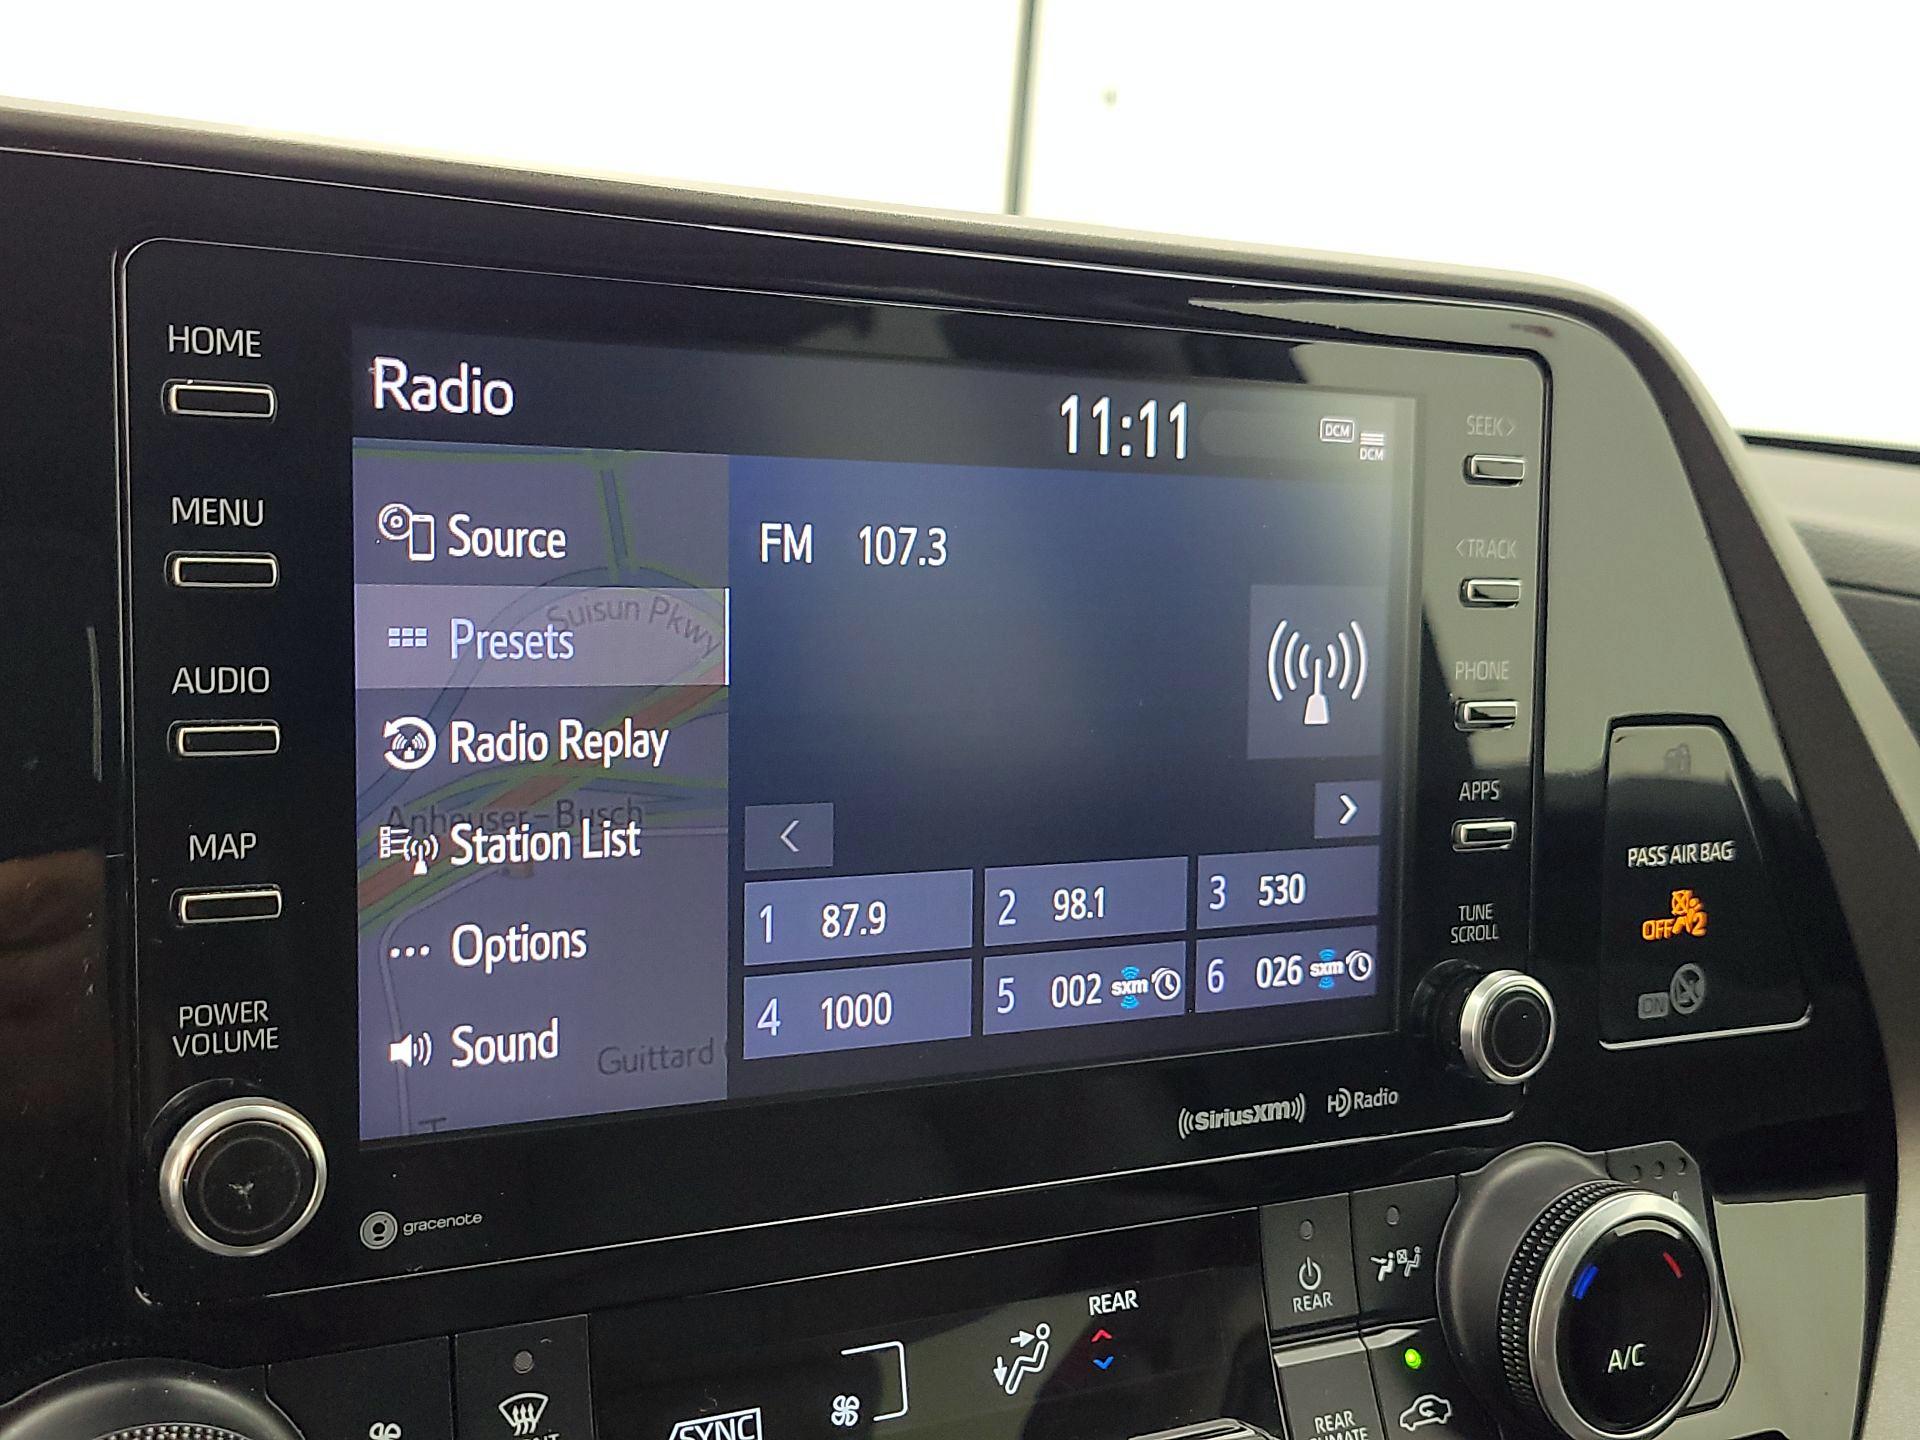 HOME
MENU
AUDIO
MAP
POWER
VOLUME
Radio
11:11
DCM
DCM
Source
Presets
Radio Replay
Station List
Options
Sound
Suisun Pkwy
Anheuser-Busch
Guittard
FM 107.3
<
>
1 87.9
2 98.1
3 530
4 1000
5 002 sxm
6 026 sxm
SEEK>
<TRACK
PHONE
APPS
TUNE
SCROLL
PASS AIR BAG
OFF 2
ON
gracenote
SiriusXM
HD Radio
REAR
REAR
A/C
SYNC
REAR